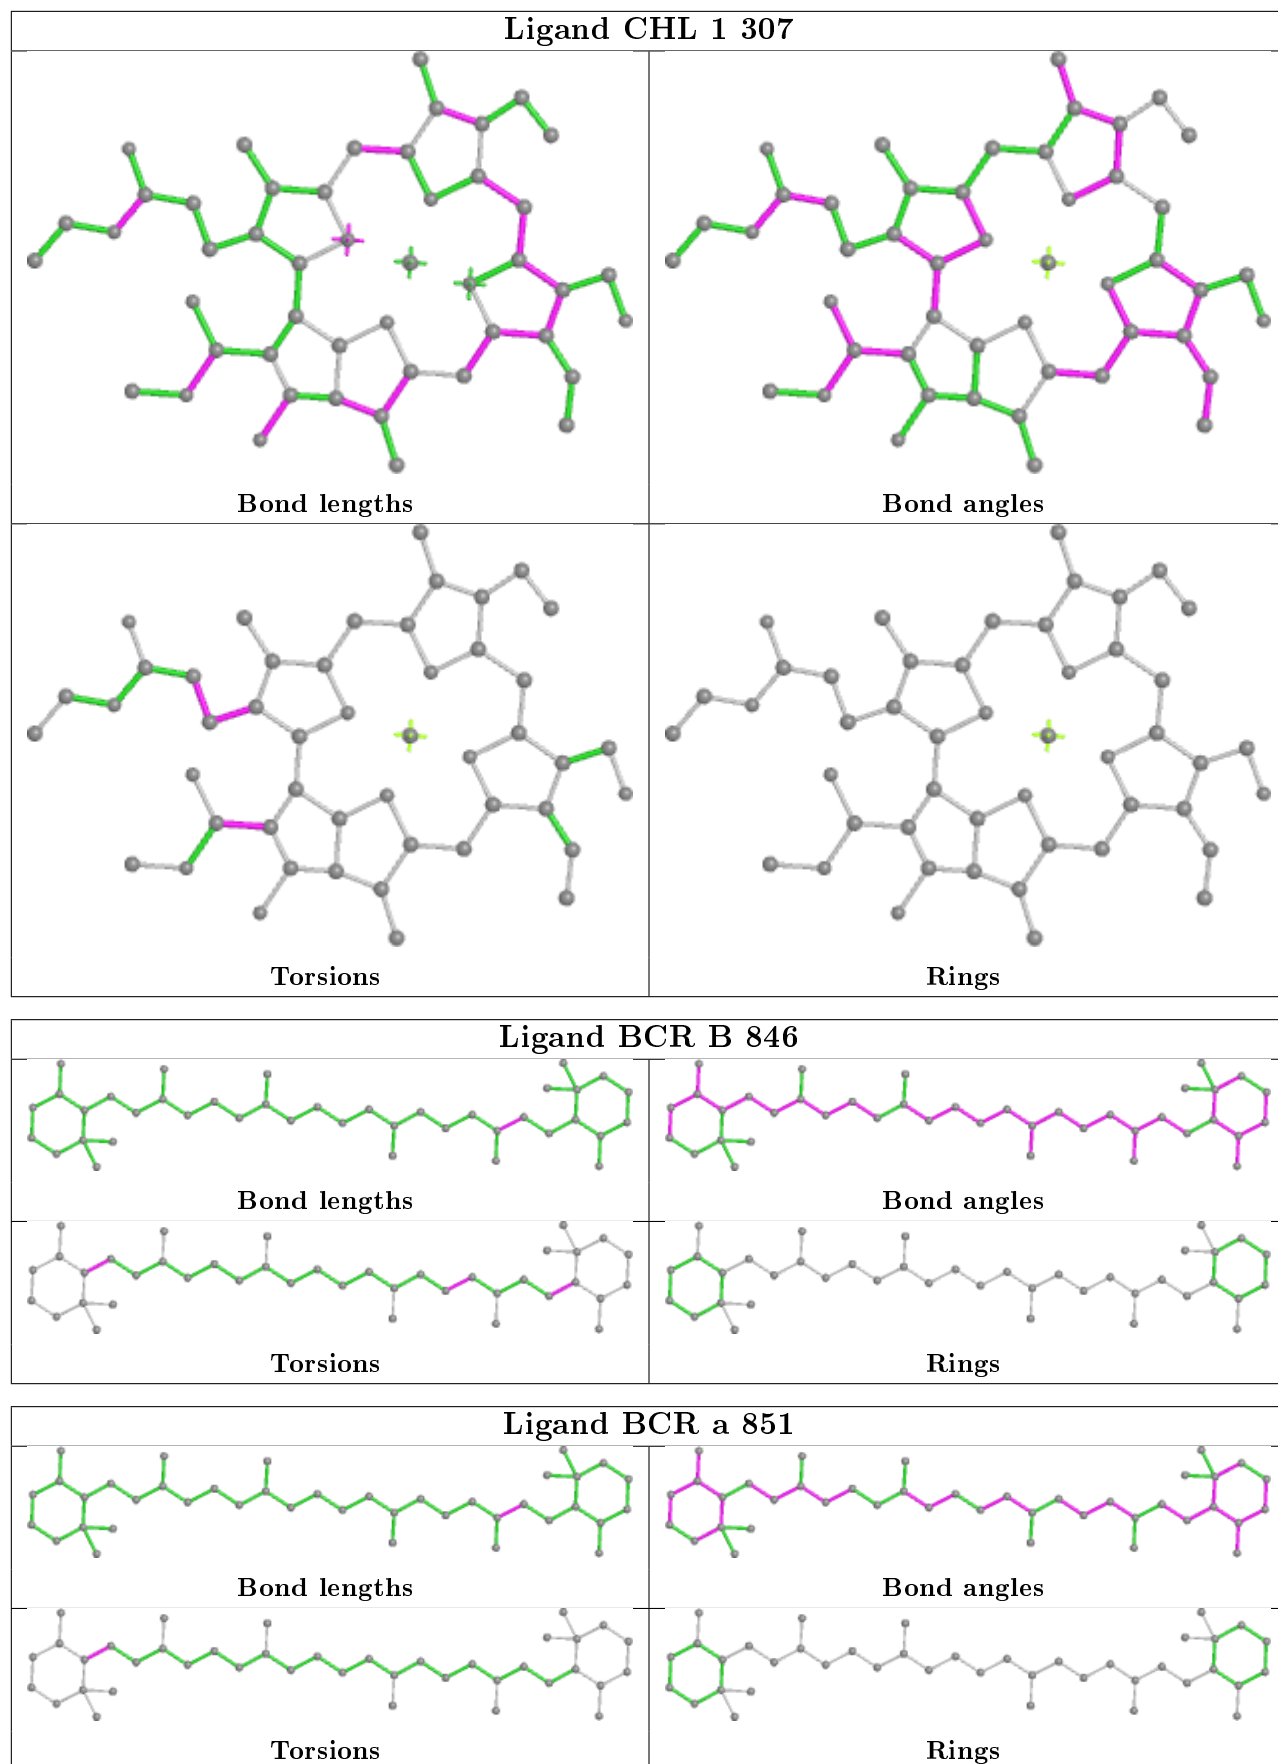 Ligand CHL 1 307
Bond lengths
Bond angles
Torsions
Rings
Ligand BCR B 846
Bond lengths
Bond angles
Torsions
Rings
Ligand BCR a 851
Bond lengths
Bond angles
Torsions
Rings